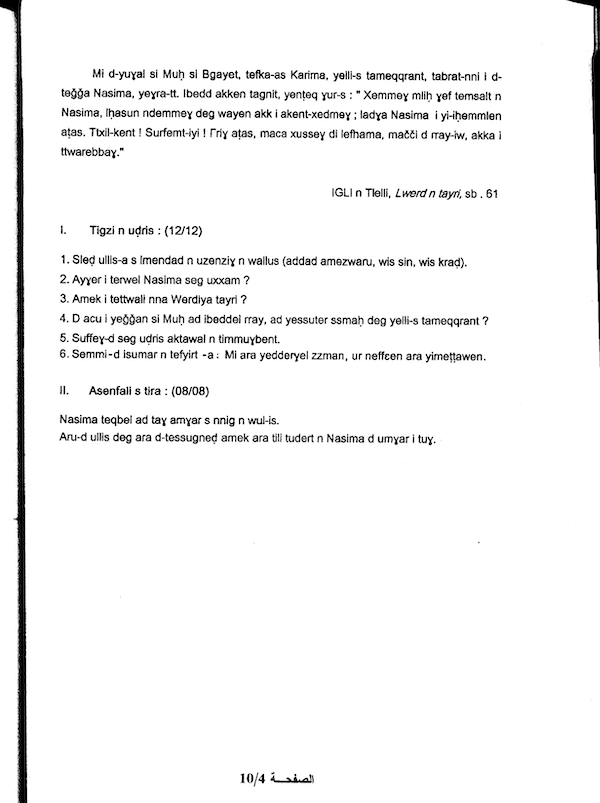 Mi d-yuɣal si Muḥ si Bgayet, tefka-as Karima, yelli-s tameqqrant, tabrat-nni i d-
teǧǧa Nasima, yeɣra-tt. Ibedd akken tagnit, yenṭeq ɣur-s : " Xemmeɣ mliḥ ɣef temsalt n
Nasima, lḥasun ndemmeɣ deg wayen akk i akent-xedmeɣ ; ladɣa Nasima i yi-iḥemmlen
aṭas. Ttxil-kent ! Surfemt-iyi ! Γriɣ aṭas, maca xusseɣ di lefhama, mačči d rray-iw, akka i
ttwarebbaɣ."
IGLI n Tlelli, Lwerd n tayri, sb . 61
I. Tigzi n uḍris : (12/12)
1. Sleḍ ullis-a s lmendad n uzenziɣ n wallus (addad amezwaru, wis sin, wis kraḍ).
2. Ayɣer i terwel Nasima seg uxxam ?
3. Amek i tettwali nna Werdiya tayri ?
4. D acu i yeǧǧan si Muḥ ad ibeddel rray, ad yessuter ssmaḥ deg yelli-s tameqqrant ?
5. Suffeɣ-d seg uḍris aktawal n timmuɣbent.
6. Semmi-d isumar n tefyirt -a : Mi ara yedderɣel zzman, ur neffεen ara yimeṭṭawen.
II. Asenfali s tira : (08/08)
Nasima teqbel ad taɣ amɣar s nnig n wul-is.
Aru-d ullis deg ara d-tessugneḍ amek ara tili tudert n Nasima d umɣar i tuɣ.
الصفحة 10/4